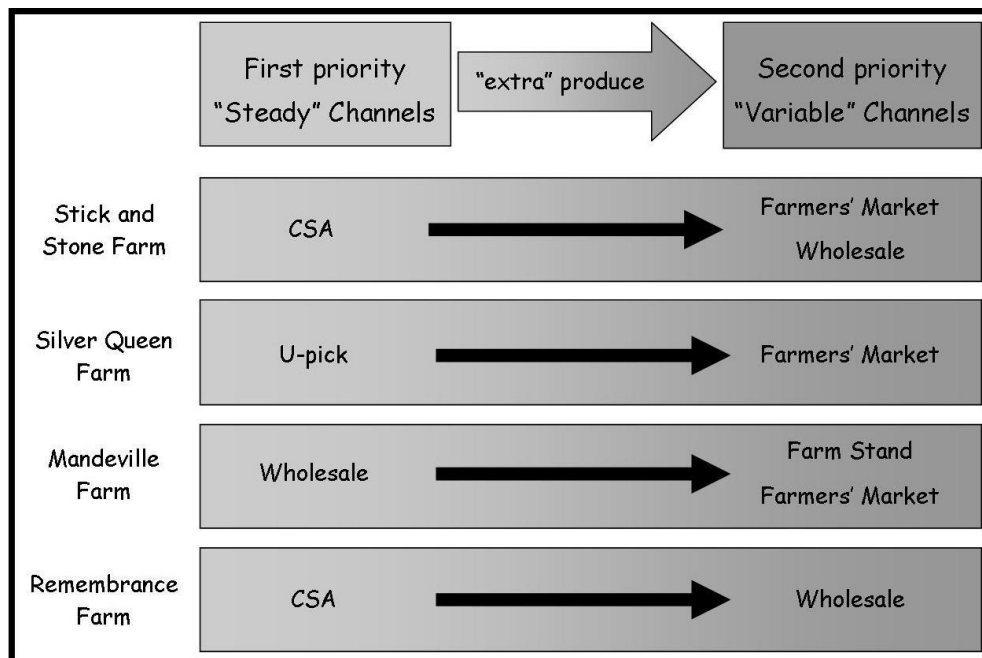 First priority
“Steady” Channels
“extra” produce
Second priority
“Variable” Channels
Stick and
Stone Farm
CSA
Farmers’ Market
Wholesale
Silver Queen
Farm
U-pick
Farmers’ Market
Mandeville
Farm
Wholesale
Farm Stand
Farmers’ Market
Remembrance
Farm
CSA
Wholesale